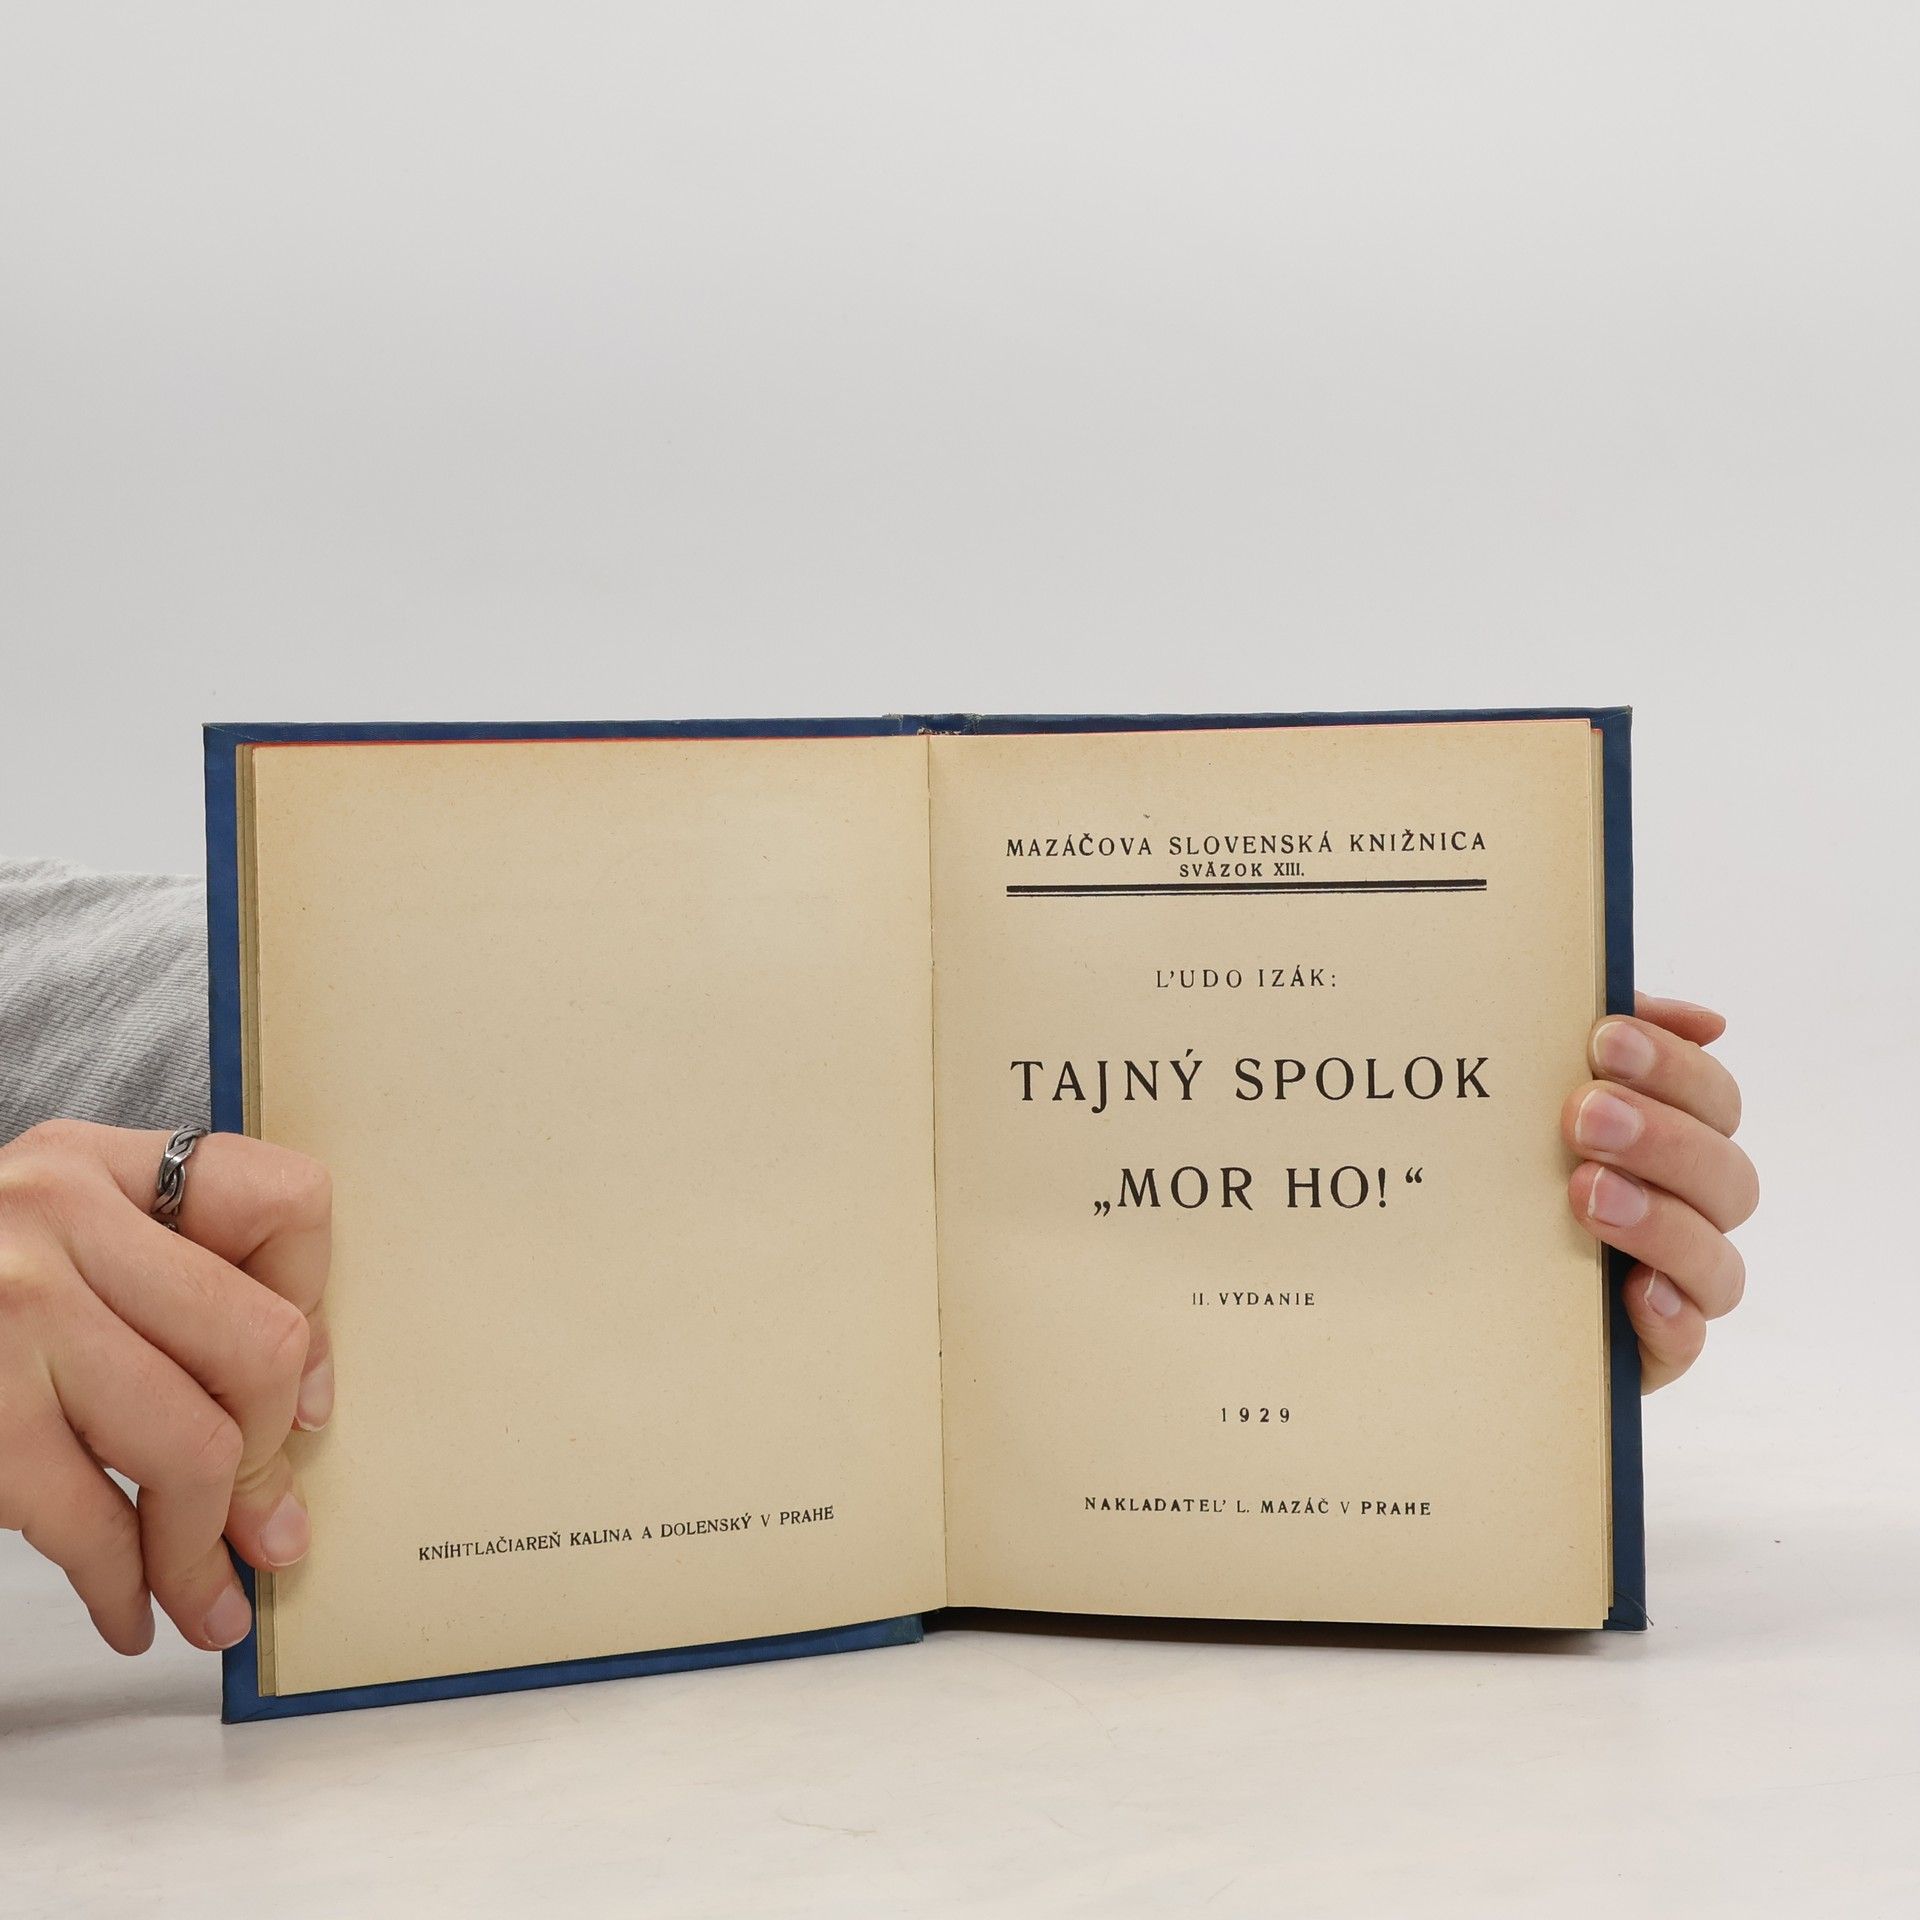 KNÍHTLAČIAREŇ KALINA A DOLENSKÝ V PRAHE
MAZÁČOVA SLOVENSKÁ KNIŽNICA
SVÄZOK XIII.
Ľ'UDO IZÁK:
TAJNÝ SPOLOK
„MOR HO!“
II. VYDANIE
1929
NAKLADATEĽ L. MAZÁČ V PRAHE